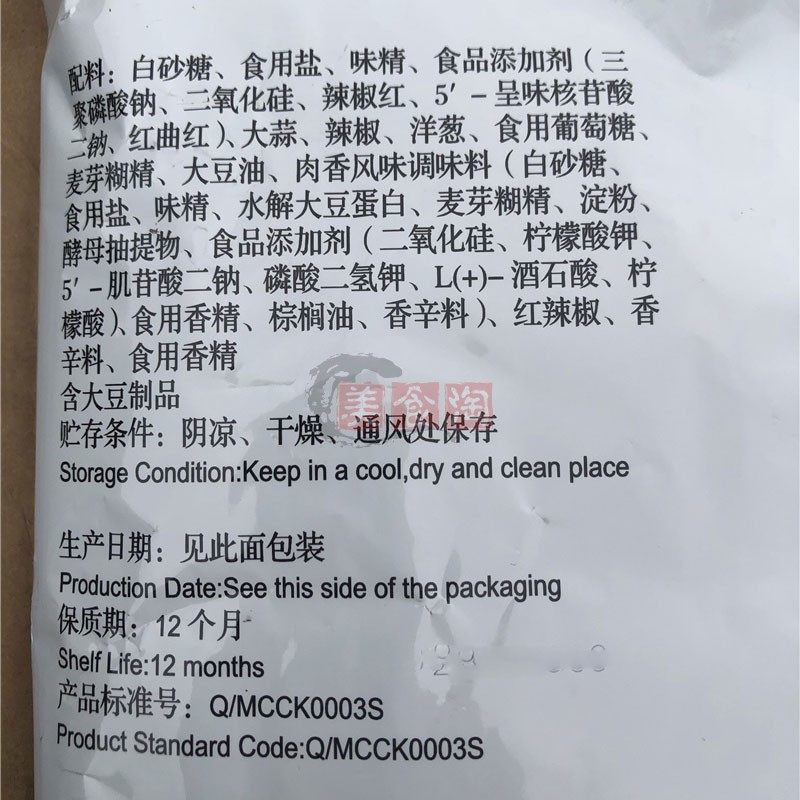 配料：白砂糖、食用盐、味精、食品添加剂（三
聚磷酸钠、二氧化硅、辣椒红、5′－呈味核苷酸
二钠、红曲红）、大蒜、辣椒、洋葱、食用葡萄糖、
麦芽糊精、大豆油、肉香风味调味料（白砂糖、
食用盐、味精、水解大豆蛋白、麦芽糊精、淀粉、
酵母抽提物、食品添加剂（二氧化硅、柠檬酸钾、
5′－肌苷酸二钠、磷酸二氢钾、L(+)–酒石酸、柠
檬酸）、食用香精、棕榈油、香辛料）、红辣椒、香
辛料、食用香精
含大豆制品
美食淘
贮存条件：阴凉、干燥、通风处保存
Storage Condition:Keep in a cool,dry and clean place
生产日期：见此面包装
Production Date:See this side of the packaging
保质期：12个月
Shelf Life:12 months
产品标准号：Q/MCCK0003S
Product Standard Code:Q/MCCK0003S